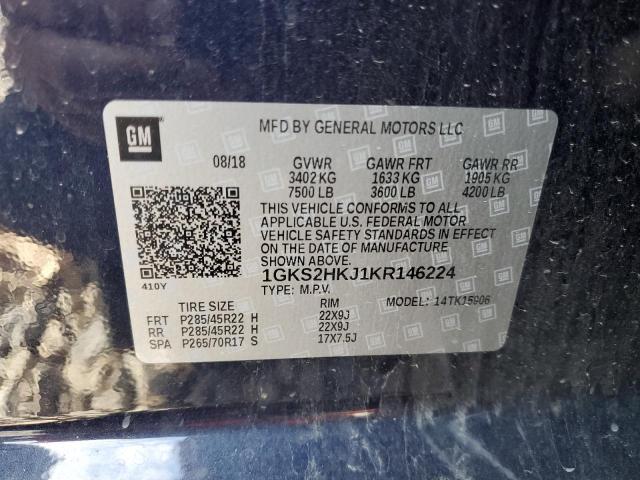 GM
MFD BY GENERAL MOTORS LLC
08/18 GVWR GAWR FRT GAWR RR
3402 KG 1633 KG 1905 KG
7500 LB 3600 LB 4200 LB
THIS VEHICLE CONFORMS TO ALL
APPLICABLE U.S. FEDERAL MOTOR
VEHICLE SAFETY STANDARDS IN EFFECT
ON THE DATE OF MANUFACTURE
SHOWN ABOVE.
1GKS2HKJ1KR146224
410Y
TYPE: M.P.V. MODEL: 14TK15906
TIRE SIZE RIM
FRT P285/45R22 H 22X9J
RR P285/45R22 H 22X9J
SPA P265/70R17 S 17X7.5J